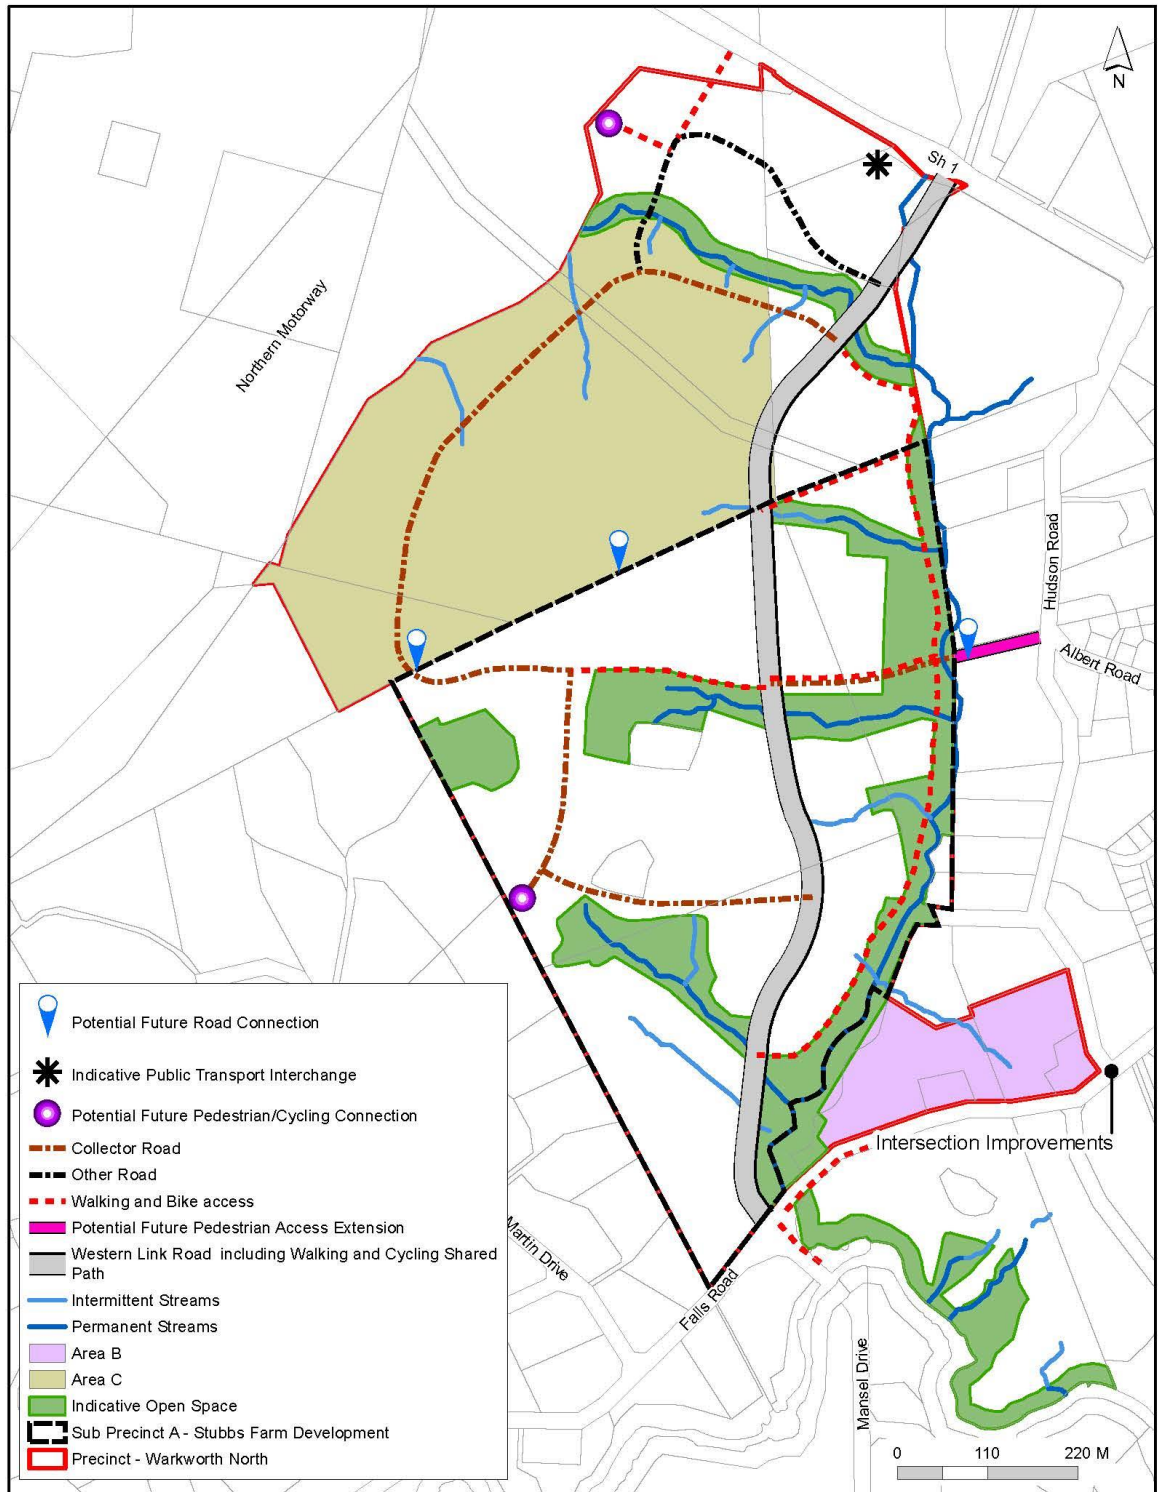 N
Sh 1
Northern Motorway
Hudson Road
Albert Road
Intersection Improvements
Martin Drive
Falls Road
Mansel Drive
Potential Future Road Connection
Indicative Public Transport Interchange
Potential Future Pedestrian/Cycling Connection
Collector Road
Other Road
Walking and Bike access
Potential Future Pedestrian Access Extension
Western Link Road including Walking and Cycling Shared
Path
Intermittent Streams
Permanent Streams
Area B
Area C
Indicative Open Space
Sub Precinct A - Stubbs Farm Development
Precinct - Warkworth North
0 110 220 M